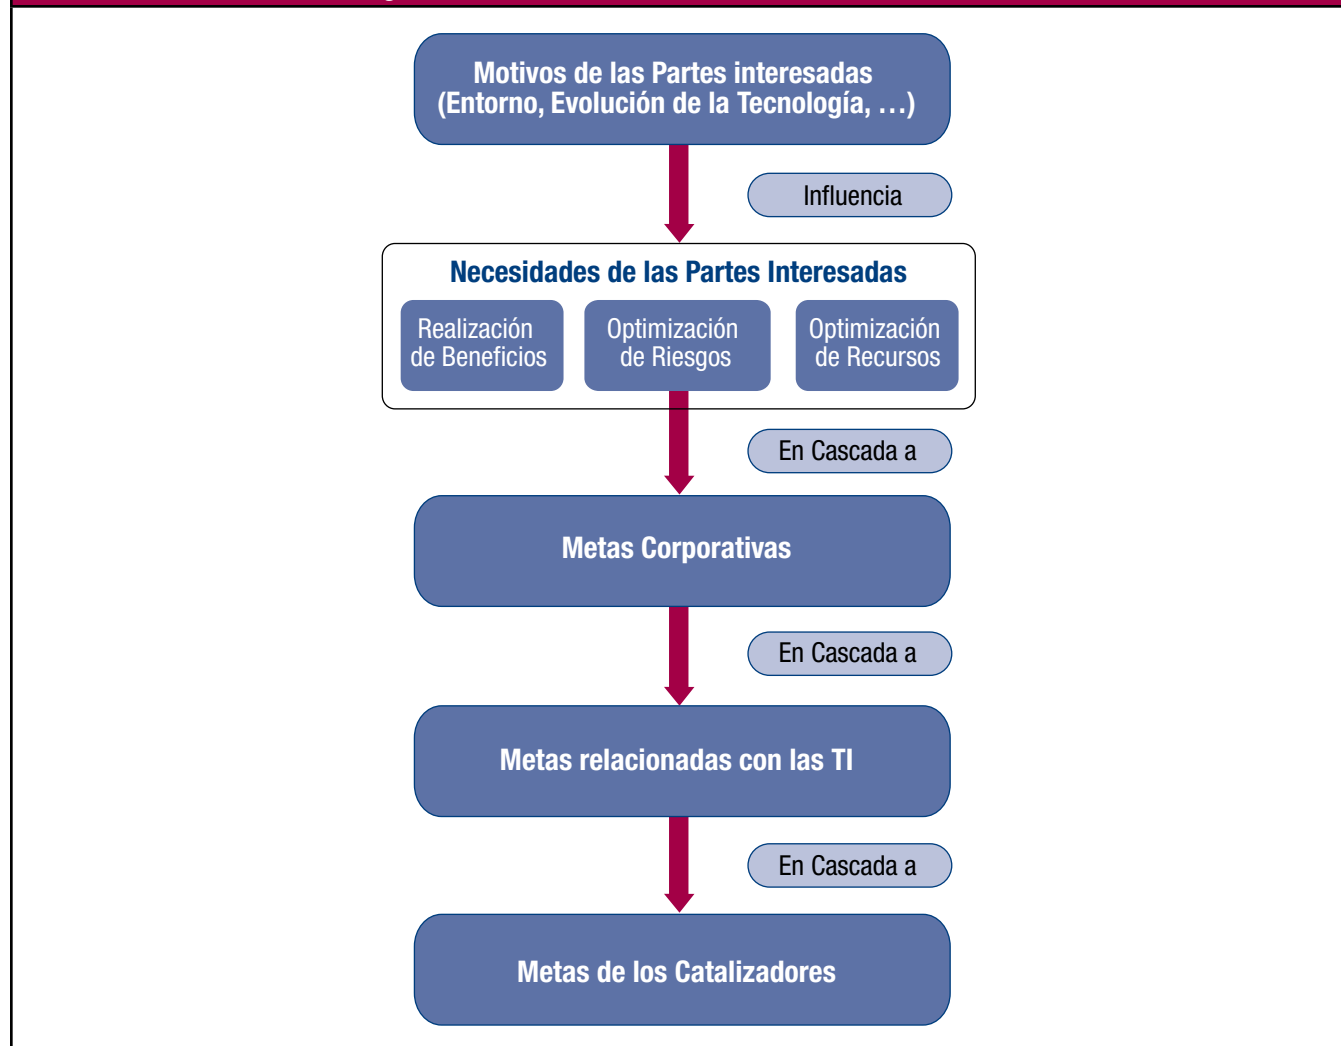 Motivos de las Partes interesadas
(Entorno, Evolución de la Tecnología, …)
Influencia
Necesidades de las Partes Interesadas
Realización
de Beneficios
Optimización
de Riesgos
Optimización
de Recursos
En Cascada a
Metas Corporativas
En Cascada a
Metas relacionadas con las TI
En Cascada a
Metas de los Catalizadores